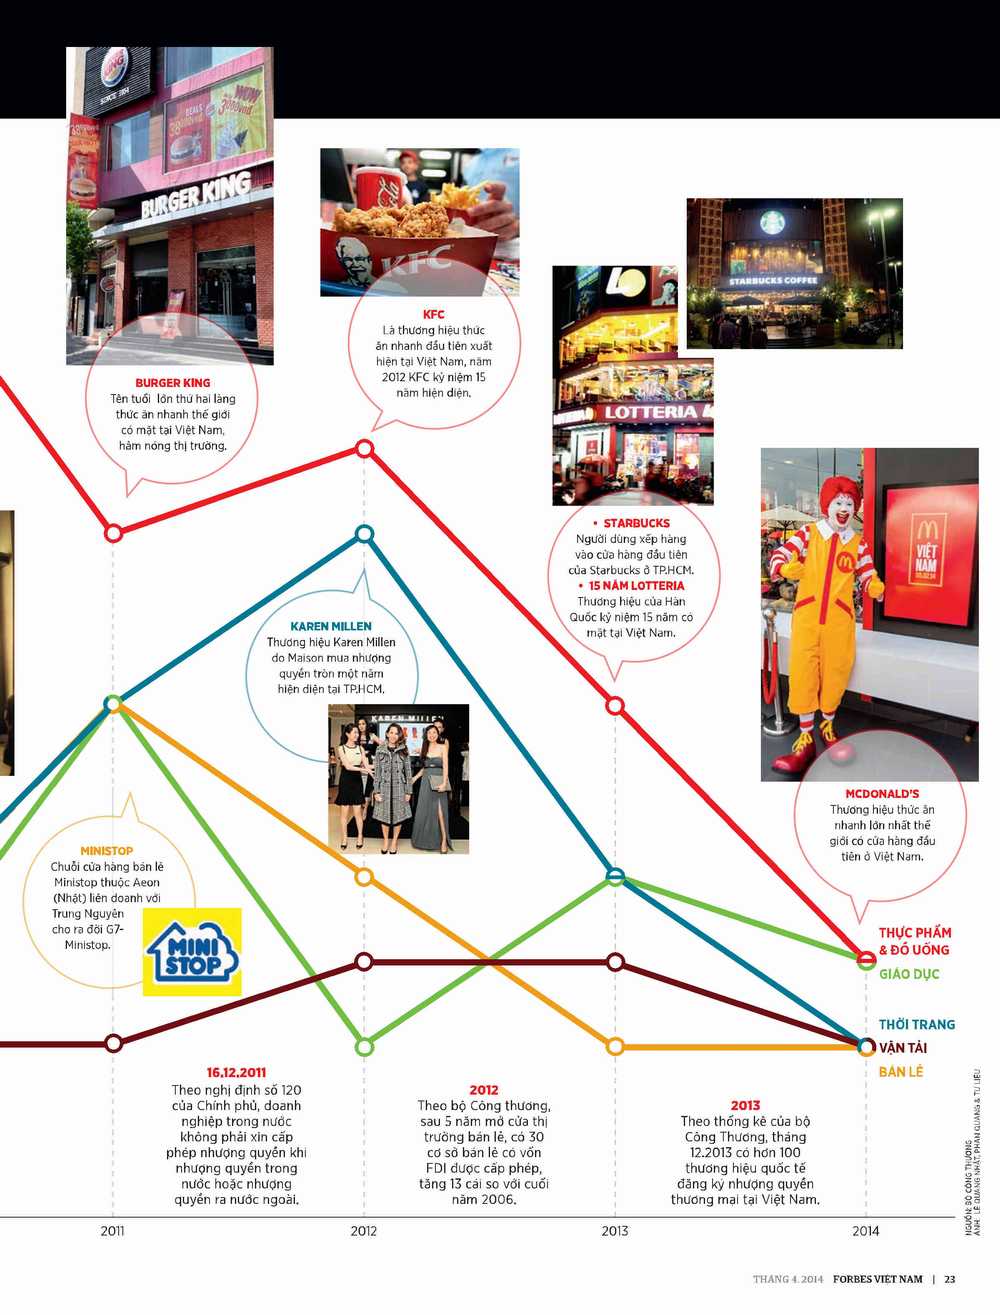 BURGER KING
SINCE 1954
DEALS
38
NOW
3000vnd
BURGER KING
KFC
STARBUCKS COFFEE
LOTTERIA
KFC
Là thương hiệu thức
ăn nhanh đầu tiên xuất
hiện tại Việt Nam, năm
2012 KFC kỷ niệm 15
năm hiện diện.
BURGER KING
Tên tuổi lớn thứ hai làng
thức ăn nhanh thế giới
có mặt tại Việt Nam,
hâm nóng thị trường.
• STARBUCKS
Người dùng xếp hàng
vào cửa hàng đầu tiên
của Starbucks ở TP.HCM.
• 15 NĂM LOTTERIA
Thương hiệu của Hàn
Quốc kỷ niệm 15 năm có
mặt tại Việt Nam.
VIỆT
NAM
KAREN MILLEN
Thương hiệu Karen Millen
do Maison mua nhượng
quyền tròn một năm
hiện diện tại TP.HCM.
KAREN MILLEN
MCDONALD'S
Thương hiệu thức ăn
nhanh lớn nhất thế
giới có cửa hàng đầu
tiên ở Việt Nam.
MINISTOP
Chuỗi cửa hàng bán lẻ
Ministop thuộc Aeon
(Nhật) liên doanh với
Trung Nguyên
cho ra đời G7-
Ministop.
MINI
STOP
THỰC PHẨM
& ĐỒ UỐNG
GIÁO DỤC
THỜI TRANG
VẬN TẢI
BÁN LẺ
16.12.2011
Theo nghị định số 120
của Chính phủ, doanh
nghiệp trong nước
không phải xin cấp
phép nhượng quyền khi
nhượng quyền trong
nước hoặc nhượng
quyền ra nước ngoài.
2012
Theo bộ Công thương,
sau 5 năm mở cửa thị
trường bán lẻ, có 30
cơ sở bán lẻ có vốn
FDI được cấp phép,
tăng 13 cái so với cuối
năm 2006.
2013
Theo thống kê của bộ
Công Thương, tháng
12.2013 có hơn 100
thương hiệu quốc tế
đăng ký nhượng quyền
thương mại tại Việt Nam.
NGUỒN: BỘ CÔNG THƯƠNG
ẢNH: LÊ QUANG NHẬT, PHAN QUANG & TƯ LIỆU
2011
2012
2013
2014
THÁNG 4. 2014 FORBES VIỆT NAM | 23